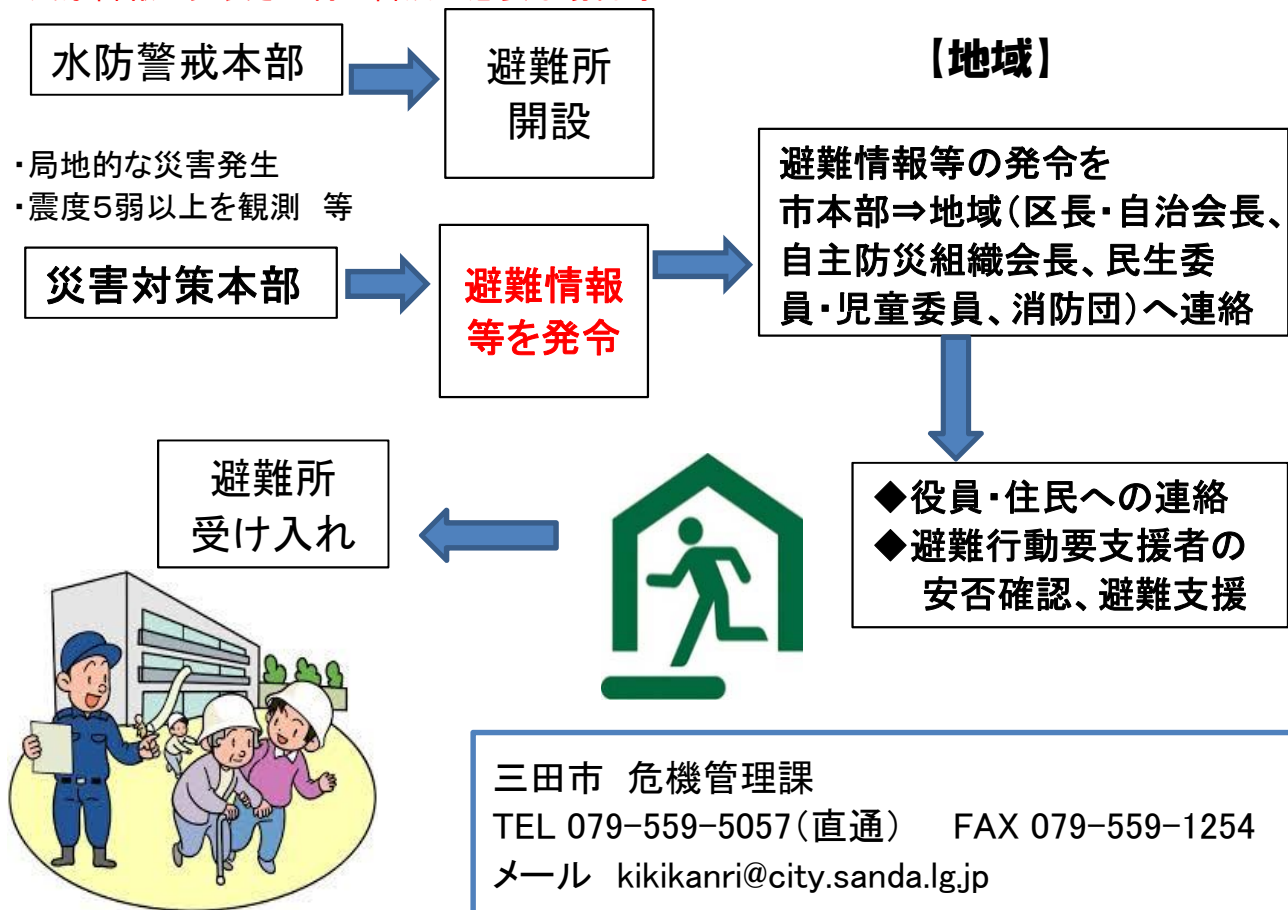 水防警戒本部
避難所
開設
【地域】
・局地的な災害発生
・震度5弱以上を観測　等
災害対策本部
避難情報
等を発令
避難情報等の発令を
市本部⇒地域（区長・自治会長、
自主防災組織会長、民生委
員・児童委員、消防団）へ連絡
◆役員・住民への連絡
◆避難行動要支援者の
安否確認、避難支援
避難所
受け入れ
三田市　危機管理課
TEL 079-559-5057（直通）　FAX 079-559-1254
メール　kikikanri@city.sanda.lg.jp